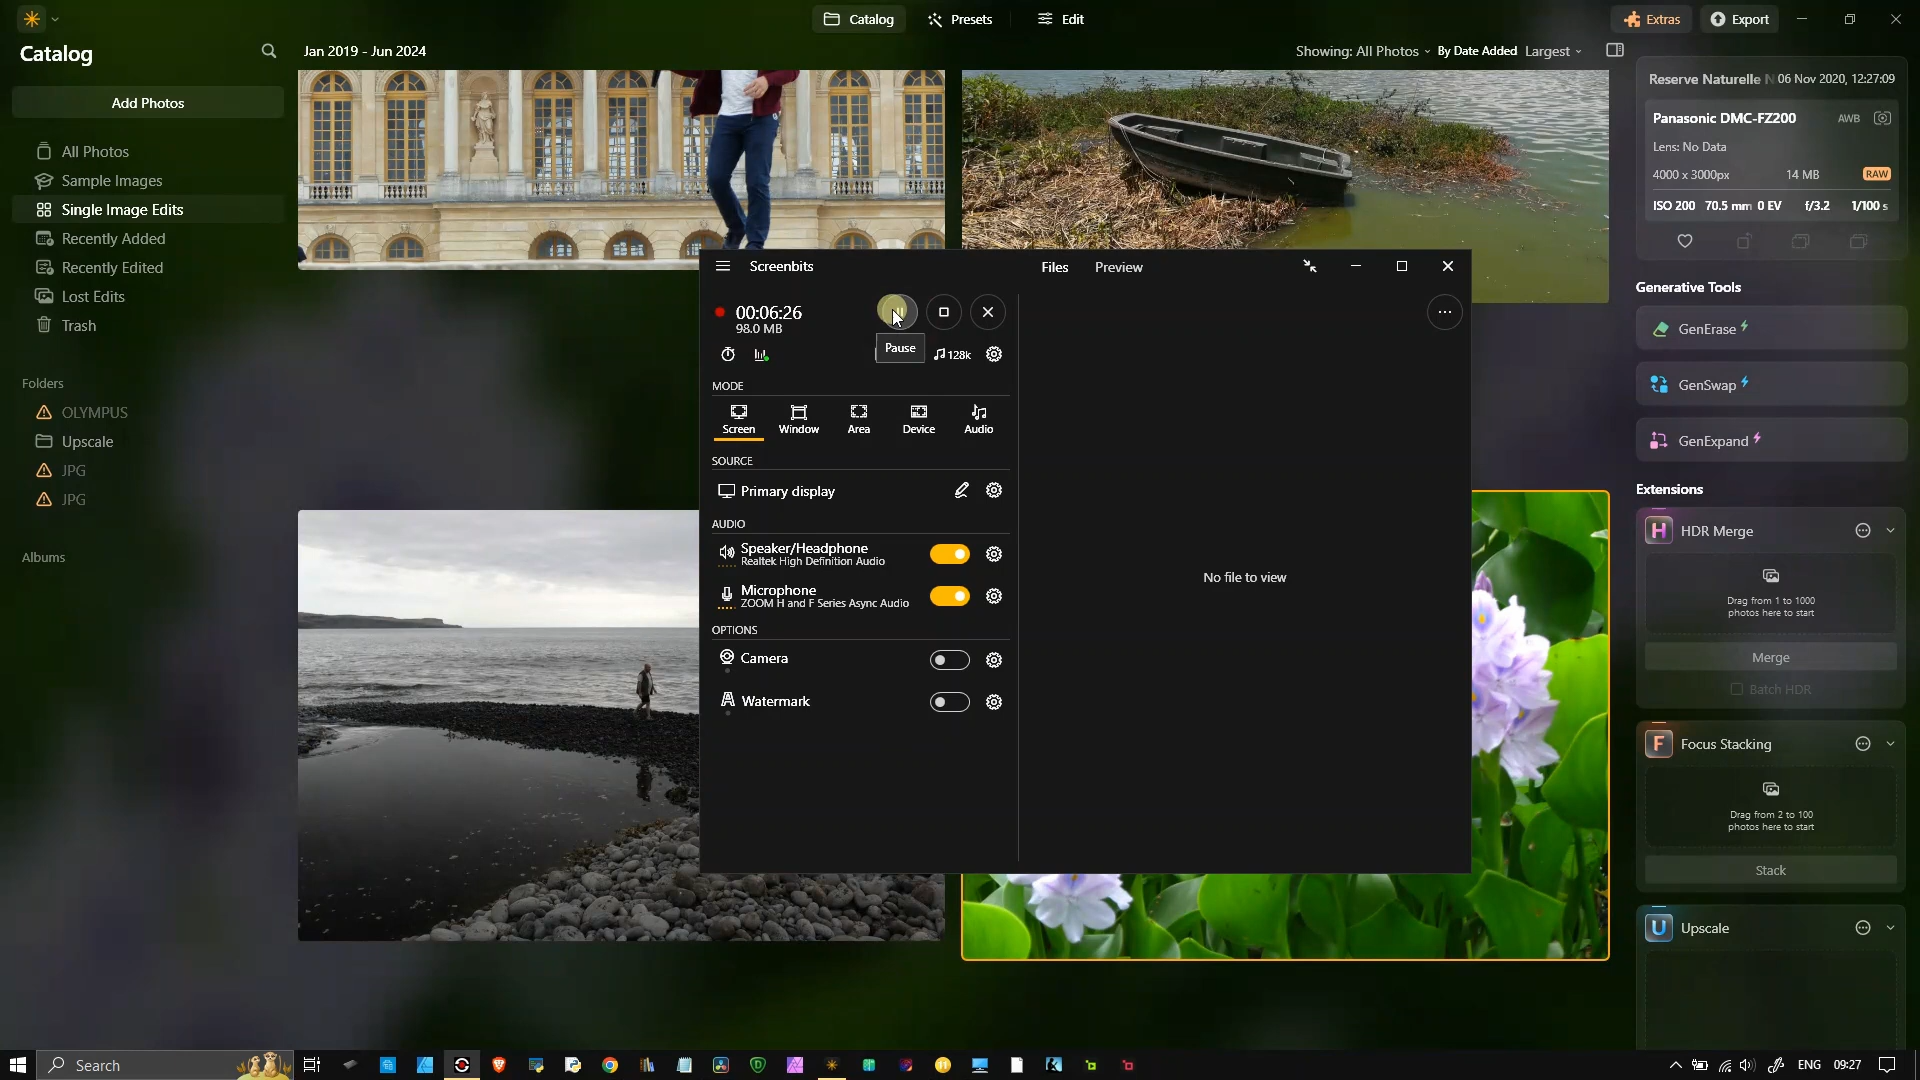 Catalog
Presets
Edit
Extras
Export
Catalog
Jan 2019 - Jun 2024
Showing: All Photos
By Date Added
Largest
Add Photos
All Photos
Sample Images
Single Image Edits
Recently Added
Recently Edited
Lost Edits
Trash
Folders
OLYMPUS
Upscale
JPG
JPG
Albums
Screenbits
Files
Preview
00:06:26
98.0 MB
Pause
128k
MODE
Screen
Window
Area
Device
Audio
SOURCE
Primary display
AUDIO
Speaker/Headphone
Realtek High Definition Audio
Microphone
ZOOM H and F Series Async Audio
OPTIONS
Camera
Watermark
No file to view
Reserve Naturelle
06 Nov 2020, 12:27:09
Panasonic DMC-FZ200
AWB
Lens: No Data
4000 x 3000px
14 MB
RAW
ISO 200
70.5 mm
0 EV
f/3.2
1/100 s
Generative Tools
GenErase
GenSwap
GenExpand
Extensions
H
HDR Merge
Drag from 1 to 1000
photos here to start
Merge
Batch HDR
F
Focus Stacking
Drag from 2 to 100
photos here to start
Stack
U
Upscale
Search
ENG
09:27